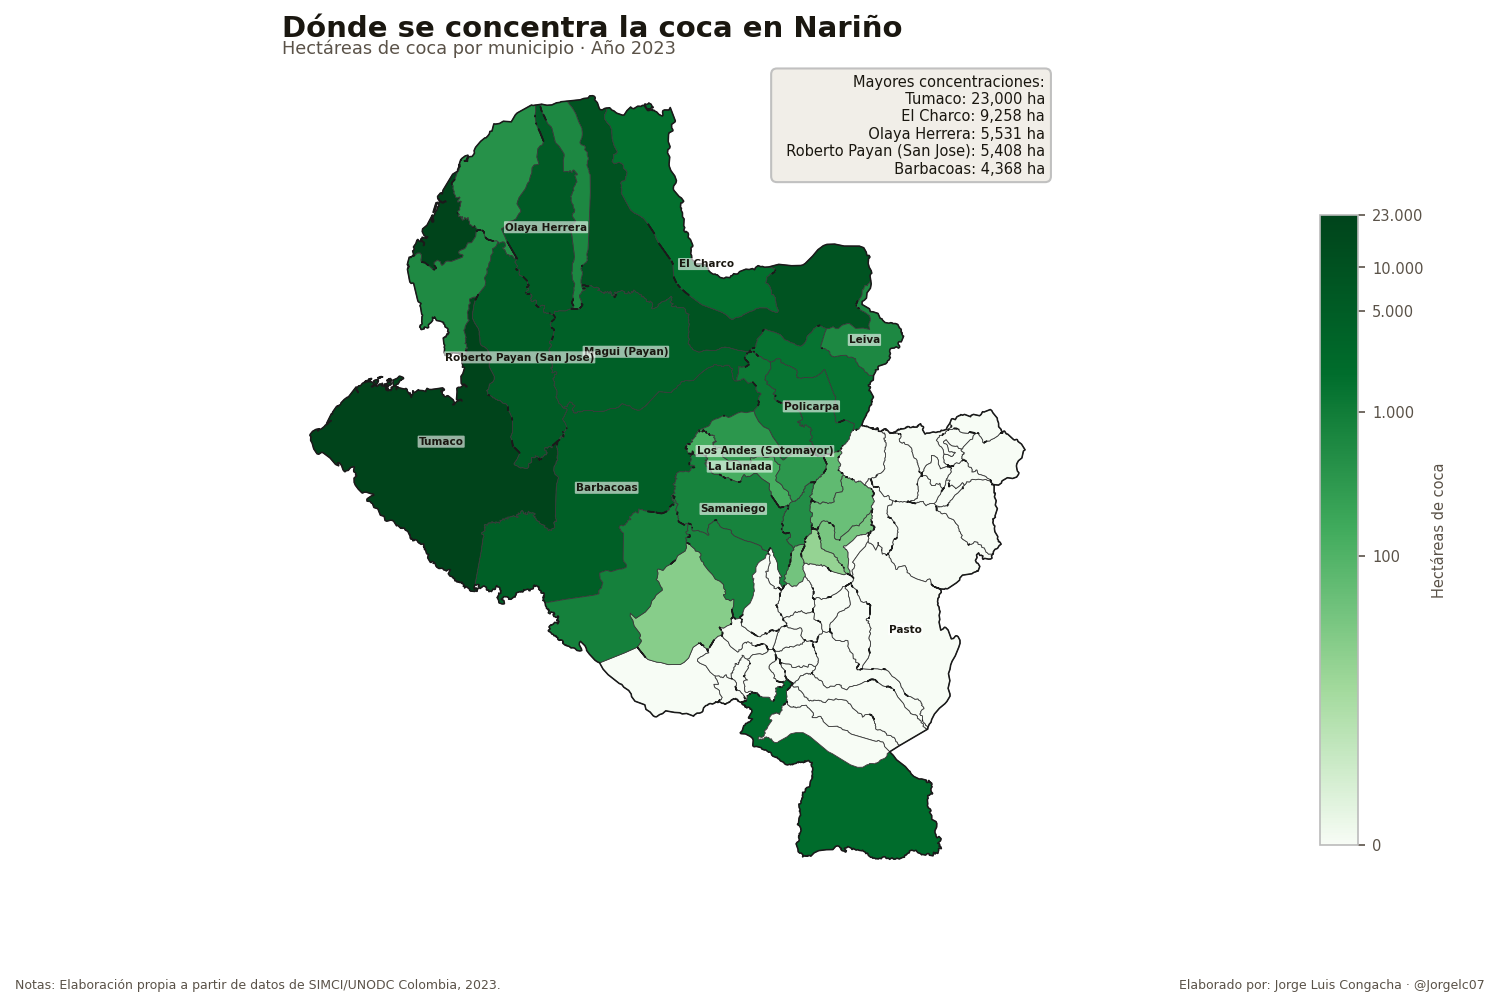 Dónde se concentra la coca en Nariño
Hectáreas de coca por municipio · Año 2023
Mayores concentraciones:
Tumaco: 23,000 ha
El Charco: 9,258 ha
Olaya Herrera: 5,531 ha
Roberto Payan (San Jose): 5,408 ha
Barbacoas: 4,368 ha
23.000
10.000
5.000
1.000
100
0
Hectáreas de coca
Olaya Herrera
El Charco
Leiva
Magui (Payan)
Roberto Payan (San Jose)
Policarpa
Tumaco
Los Andes (Sotomayor)
La Llanada
Barbacoas
Samaniego
Pasto
Notas: Elaboración propia a partir de datos de SIMCI/UNODC Colombia, 2023.
Elaborado por: Jorge Luis Congacha · @Jorgelc07